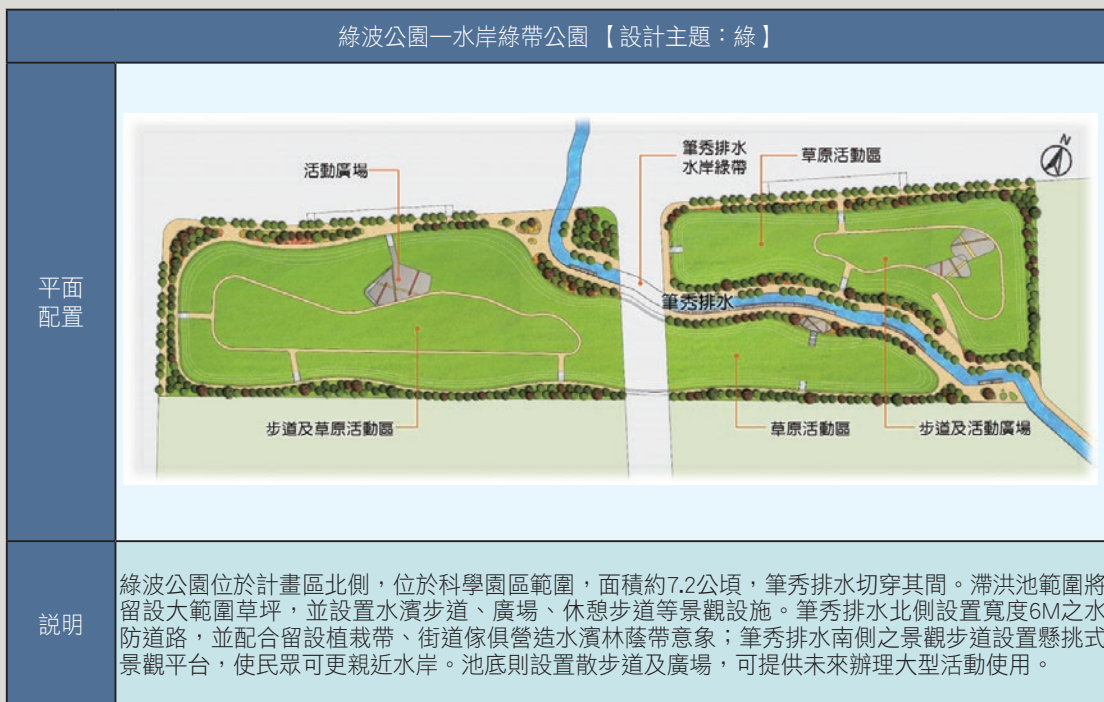 綠波公園—水岸綠帶公園【設計主題：綠】
平面
配置
活動廣場
筆秀排水
水岸綠帶
草原活動區
N
筆秀排水
步道及草原活動區
草原活動區
步道及活動廣場
說明
綠波公園位於計畫區北側，位於科學園區範圍，面積約7.2公頃，筆秀排水切穿其間。滯洪池範圍將
留設大範圍草坪，並設置水濱步道、廣場、休憩步道等景觀設施。筆秀排水北側設置寬度6M之水
防道路，並配合留設植栽帶、街道傢俱營造水濱林蔭帶意象；筆秀排水南側之景觀步道設置懸挑式
景觀平台，使民眾可更親近水岸。池底則設置散步道及廣場，可提供未來辦理大型活動使用。